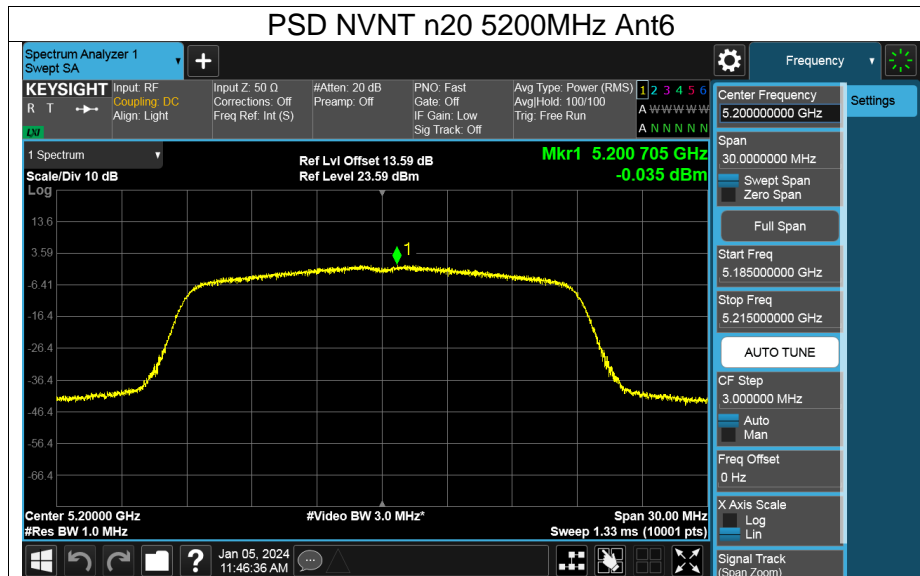 PSD NVNT n20 5200MHz Ant6
Spectrum Analyzer 1
Swept SA
+
Frequency
KEYSIGHT
R T
LXI
Input: RF
Coupling: DC
Align: Light
Input Z: 50 Ω
Corrections: Off
Freq Ref: Int (S)
#Atten: 20 dB
Preamp: Off
PNO: Fast
Gate: Off
IF Gain: Low
Sig Track: Off
Avg Type: Power (RMS)
Avg|Hold: 100/100
Trig: Free Run
1 2 3 4 5 6
A W W W W W
A N N N N N
1 Spectrum
Scale/Div 10 dB
Log
Ref Lvl Offset 13.59 dB
Ref Level 23.59 dBm
Mkr1 5.200 705 GHz
-0.035 dBm
13.6
3.59
-6.41
-16.4
-26.4
-36.4
-46.4
-56.4
-66.4
1
Center 5.20000 GHz
#Res BW 1.0 MHz
#Video BW 3.0 MHz*
Span 30.00 MHz
Sweep 1.33 ms (10001 pts)
Center Frequency
5.200000000 GHz
Span
30.0000000 MHz
Swept Span
Zero Span
Full Span
Start Freq
5.185000000 GHz
Stop Freq
5.215000000 GHz
AUTO TUNE
CF Step
3.000000 MHz
Auto
Man
Freq Offset
0 Hz
X Axis Scale
Log
Lin
Signal Track
(Span Zoom)
Settings
?
Jan 05, 2024
11:46:36 AM